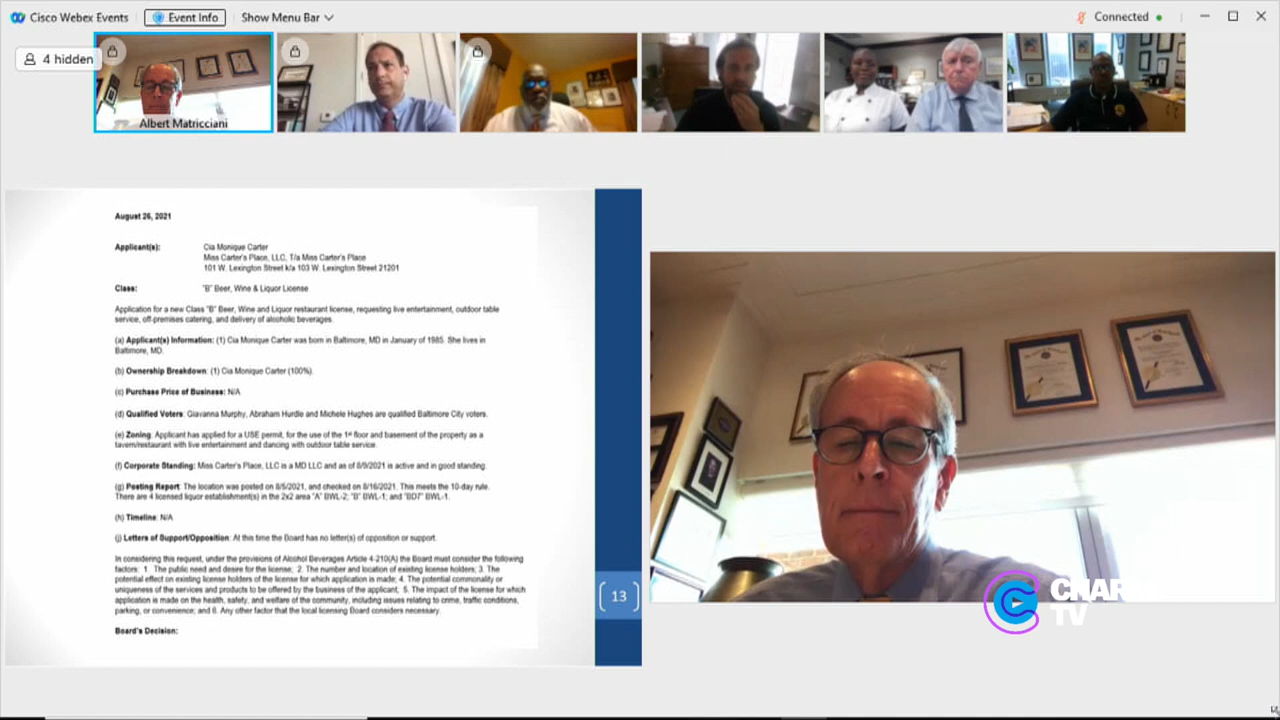 Cisco Webex Events
Event Info
Show Menu Bar
Connected
4 hidden
Albert Matricciani
August 26, 2021
Applicant(s): Cia Monique Carter
Miss Carter's Place, LLC, T/a Miss Carter's Place
101 W. Lexington Street k/a 103 W. Lexington Street 21201
Class: "B" Beer, Wine & Liquor License
Application for a new Class "B" Beer, Wine and Liquor restaurant license, requesting live entertainment, outdoor table
service, off-premises catering, and delivery of alcoholic beverages.
(a) Applicant(s) Information: (1) Cia Monique Carter was born in Baltimore, MD in January of 1985. She lives in
Baltimore, MD.
(b) Ownership Breakdown: (1) Cia Monique Carter (100%).
(c) Purchase Price of Business: N/A
(d) Qualified Voters: Giavanna Murphy, Abraham Hurdle and Michele Hughes are qualified Baltimore City voters.
(e) Zoning: Applicant has applied for a USE permit, for the use of the 1st floor and basement of the property as a
tavern/restaurant with live entertainment and dancing with outdoor table service.
(f) Corporate Standing: Miss Carter's Place, LLC is a MD LLC and as of 8/9/2021 is active and in good standing.
(g) Posting Report: The location was posted on 8/5/2021, and checked on 8/16/2021. This meets the 10-day rule.
There are 4 licensed liquor establishment(s) in the 2x2 area "A" BWL-2; "B" BWL-1; and "BD7" BWL-1.
(h) Timeline: N/A
(j) Letters of Support/Opposition: At this time the Board has no letter(s) of opposition or support.
In considering this request, under the provisions of Alcohol Beverages Article 4-210(A) the Board must consider the following
factors: 1. The public need and desire for the license; 2. The number and location of existing license holders; 3. The
potential effect on existing license holders of the license for which application is made; 4. The potential commonality or
uniqueness of the services and products to be offered by the business of the applicant; 5. The impact of the license for which
application is made on the health, safety, and welfare of the community, including issues relating to crime, traffic conditions,
parking, or convenience; and 6. Any other factor that the local licensing Board considers necessary.
Board's Decision:
13
TV